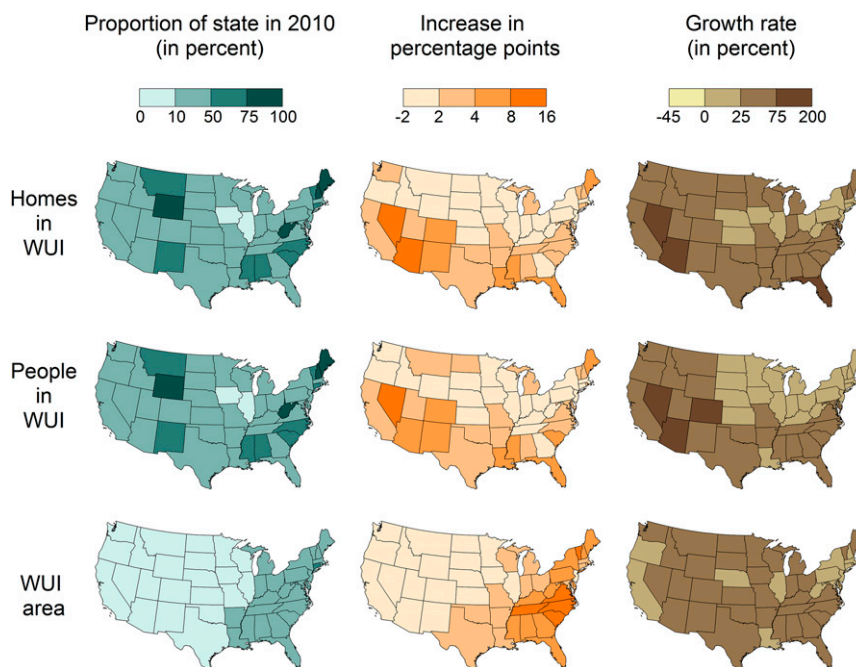 Proportion of state in 2010
(in percent)
Increase in
percentage points
Growth rate
(in percent)
0 10 50 75 100
-2 2 4 8 16
-45 0 25 75 200
Homes
in
WUI
People
in
WUI
WUI
area